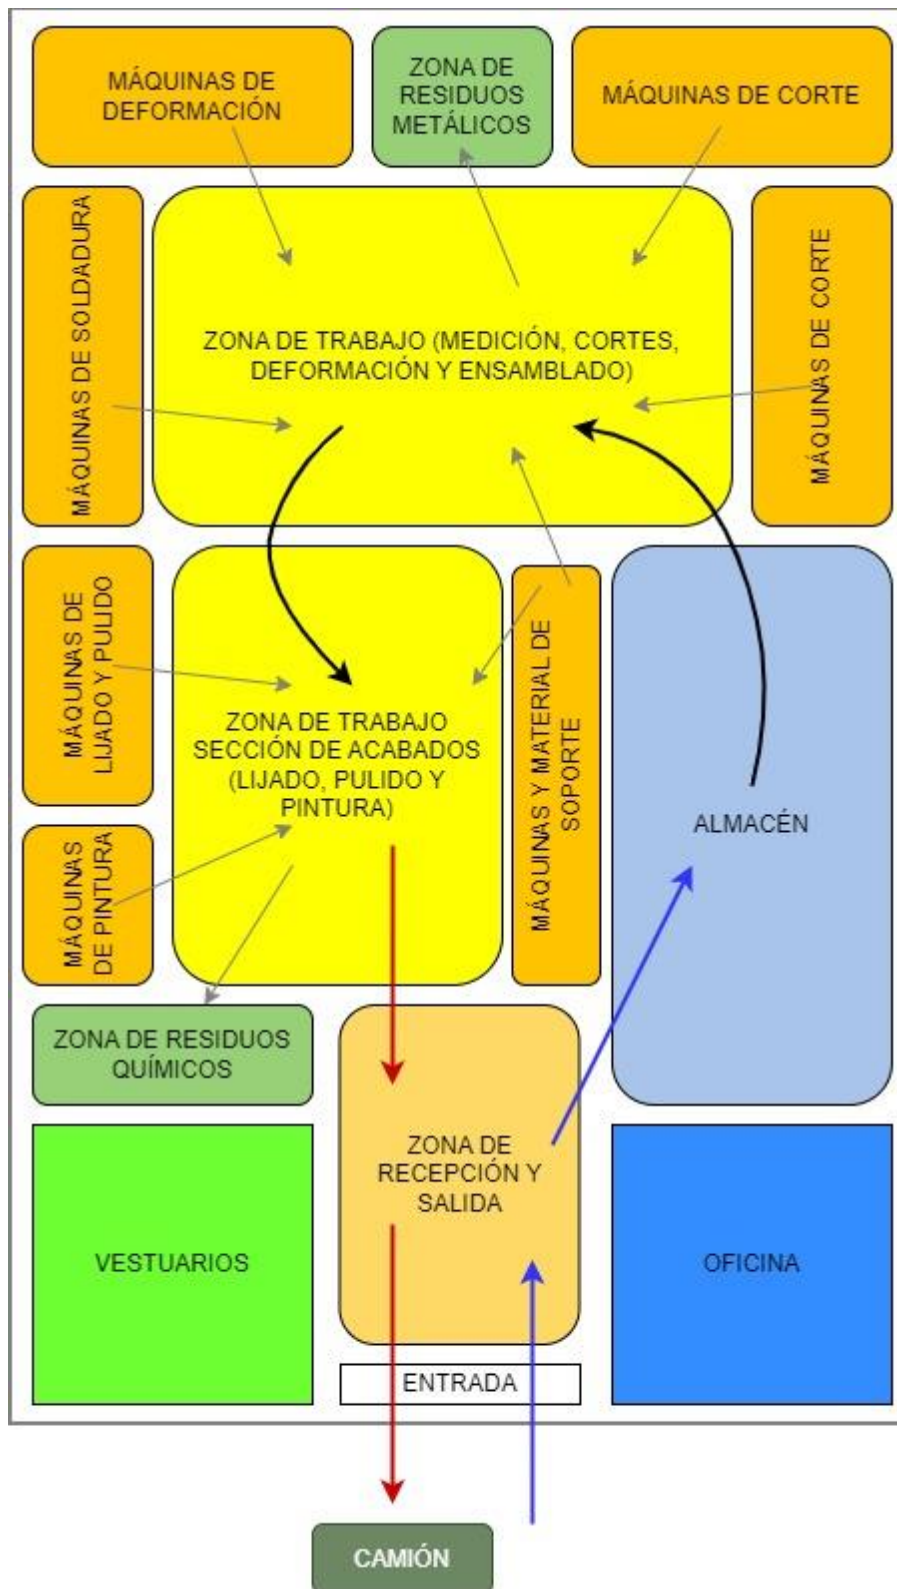 MÁQUINAS DE
DEFORMACIÓN
ZONA DE
RESIDUOS
METÁLICOS
MÁQUINAS DE CORTE
MÁQUINAS DE SOLDADURA
ZONA DE TRABAJO (MEDICIÓN, CORTES,
DEFORMACIÓN Y ENSAMBLADO)
MÁQUINAS DE CORTE
MÁQUINAS DE
LIJADO Y PULIDO
ZONA DE TRABAJO
SECCIÓN DE ACABADOS
(LIJADO, PULIDO Y
PINTURA)
MÁQUINAS Y MATERIAL DE
SOPORTE
ALMACÉN
MÁQUINAS
DE PINTURA
ZONA DE RESIDUOS
QUÍMICOS
ZONA DE
RECEPCIÓN Y
SALIDA
VESTUARIOS
OFICINA
ENTRADA
CAMIÓN